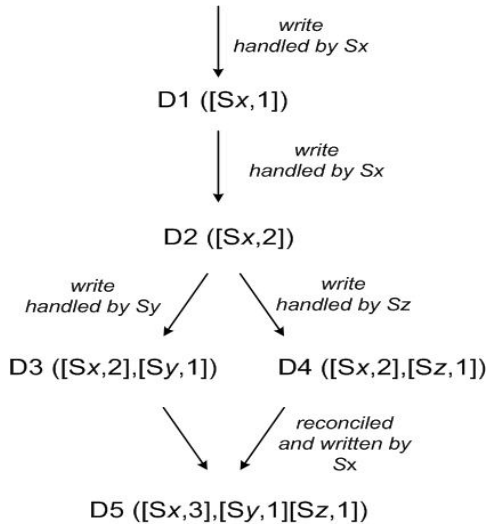 write
handled by Sx
D1 ([Sx,1])
write
handled by Sx
D2 ([Sx,2])
write
handled by Sy
write
handled by Sz
D3 ([Sx,2],[Sy,1])
D4 ([Sx,2],[Sz,1])
reconciled
and written by
Sx
D5 ([Sx,3],[Sy,1][Sz,1])